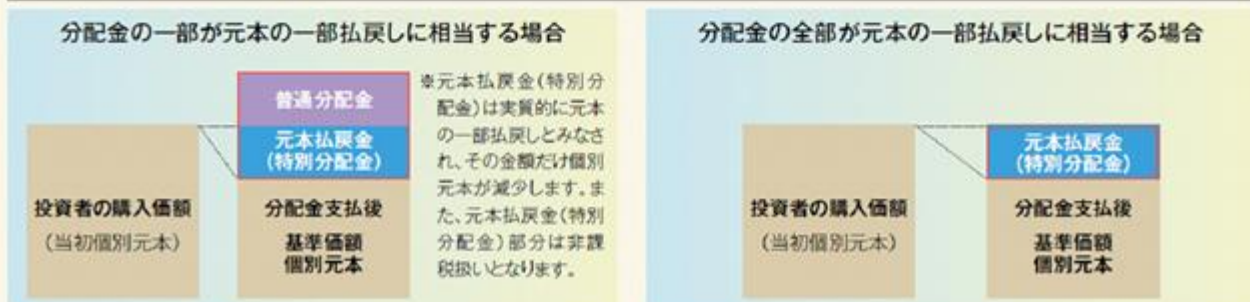 分配金の一部が元本の一部払戻しに相当する場合
普通分配金
元本払戻金
(特別分配金)
投資者の購入価額
(当初個別元本)
分配金支払後
基準価額
個別元本
※元本払戻金(特別分
配金)は実質的に元本
の一部払戻しとみなさ
れ、その金額だけ個別
元本が減少します。ま
た、元本払戻金(特別
分配金)部分は非課
税扱いとなります。
分配金の全部が元本の一部払戻しに相当する場合
元本払戻金
(特別分配金)
投資者の購入価額
(当初個別元本)
分配金支払後
基準価額
個別元本